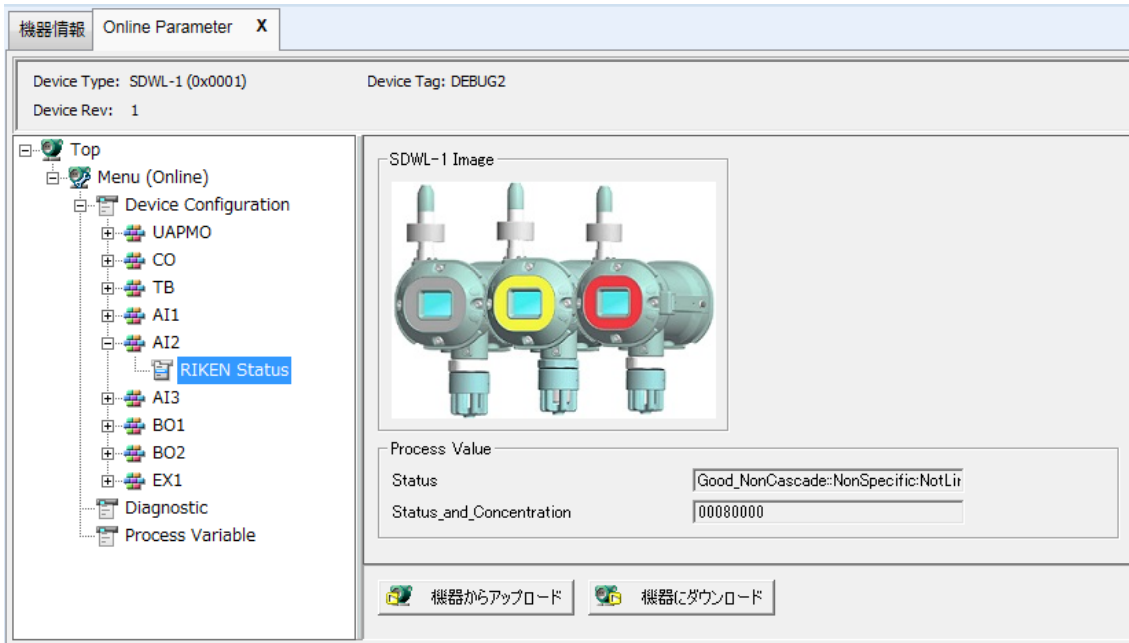 機器情報
Online Parameter X
Device Type: SDWL-1 (0x0001)
Device Tag: DEBUG2
Device Rev: 1
Top
Menu (Online)
Device Configuration
UAPMO
CO
TB
AI1
AI2
RIKEN Status
AI3
BO1
BO2
EX1
Diagnostic
Process Variable
SDWL-1 Image
Process Value
Status Good_NonCascade::NonSpecific:NotLir
Status_and_Concentration 00080000
機器からアップロード
機器にダウンロード